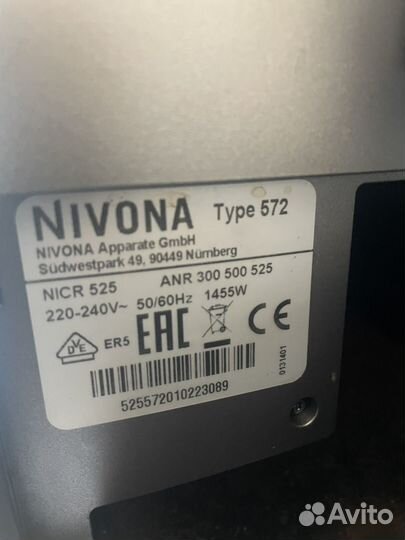 NIVONA Type 572
NIVONA Apparate GmbH
Südwestpark 49, 90449 Nürnberg
NICR 525 ANR 300 500 525
220-240V~ 50/60Hz 1455W
DVE ER5 EAC CE
0131401
525572010223089
Avito